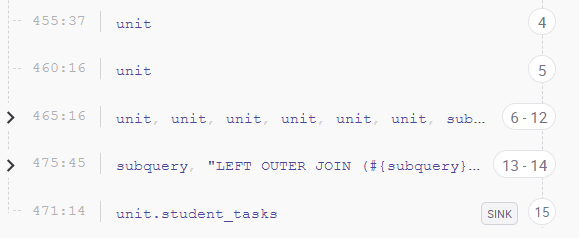 455:37 unit 4
460:16 unit 5
465:16 unit, unit, unit, unit, unit, unit, sub... 6 - 12
475:45 subquery, "LEFT OUTER JOIN (#{subquery}... 13 - 14
471:14 unit.student_tasks SINK 15